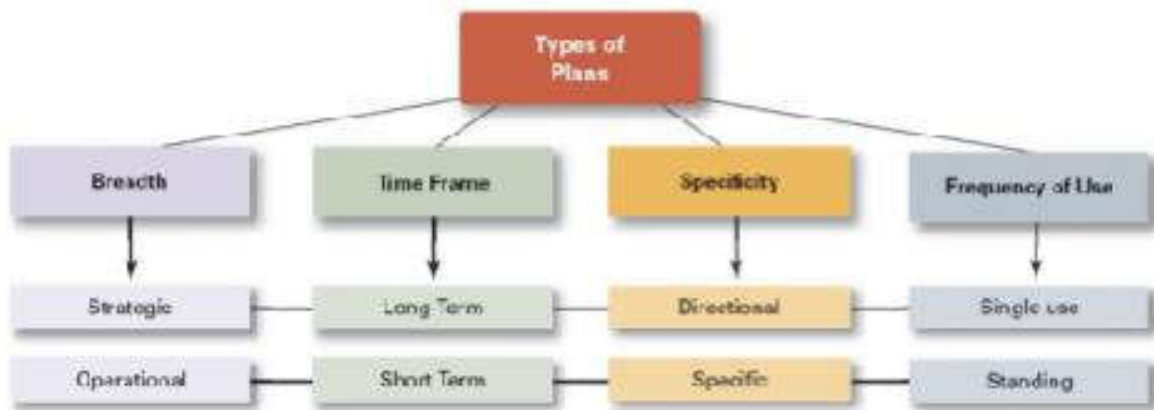 Types of
Plans
Breadth
Time Frame
Specificity
Frequency of Use
Strategic
Long Term
Directional
Single use
Operational
Short Term
Specific
Standing